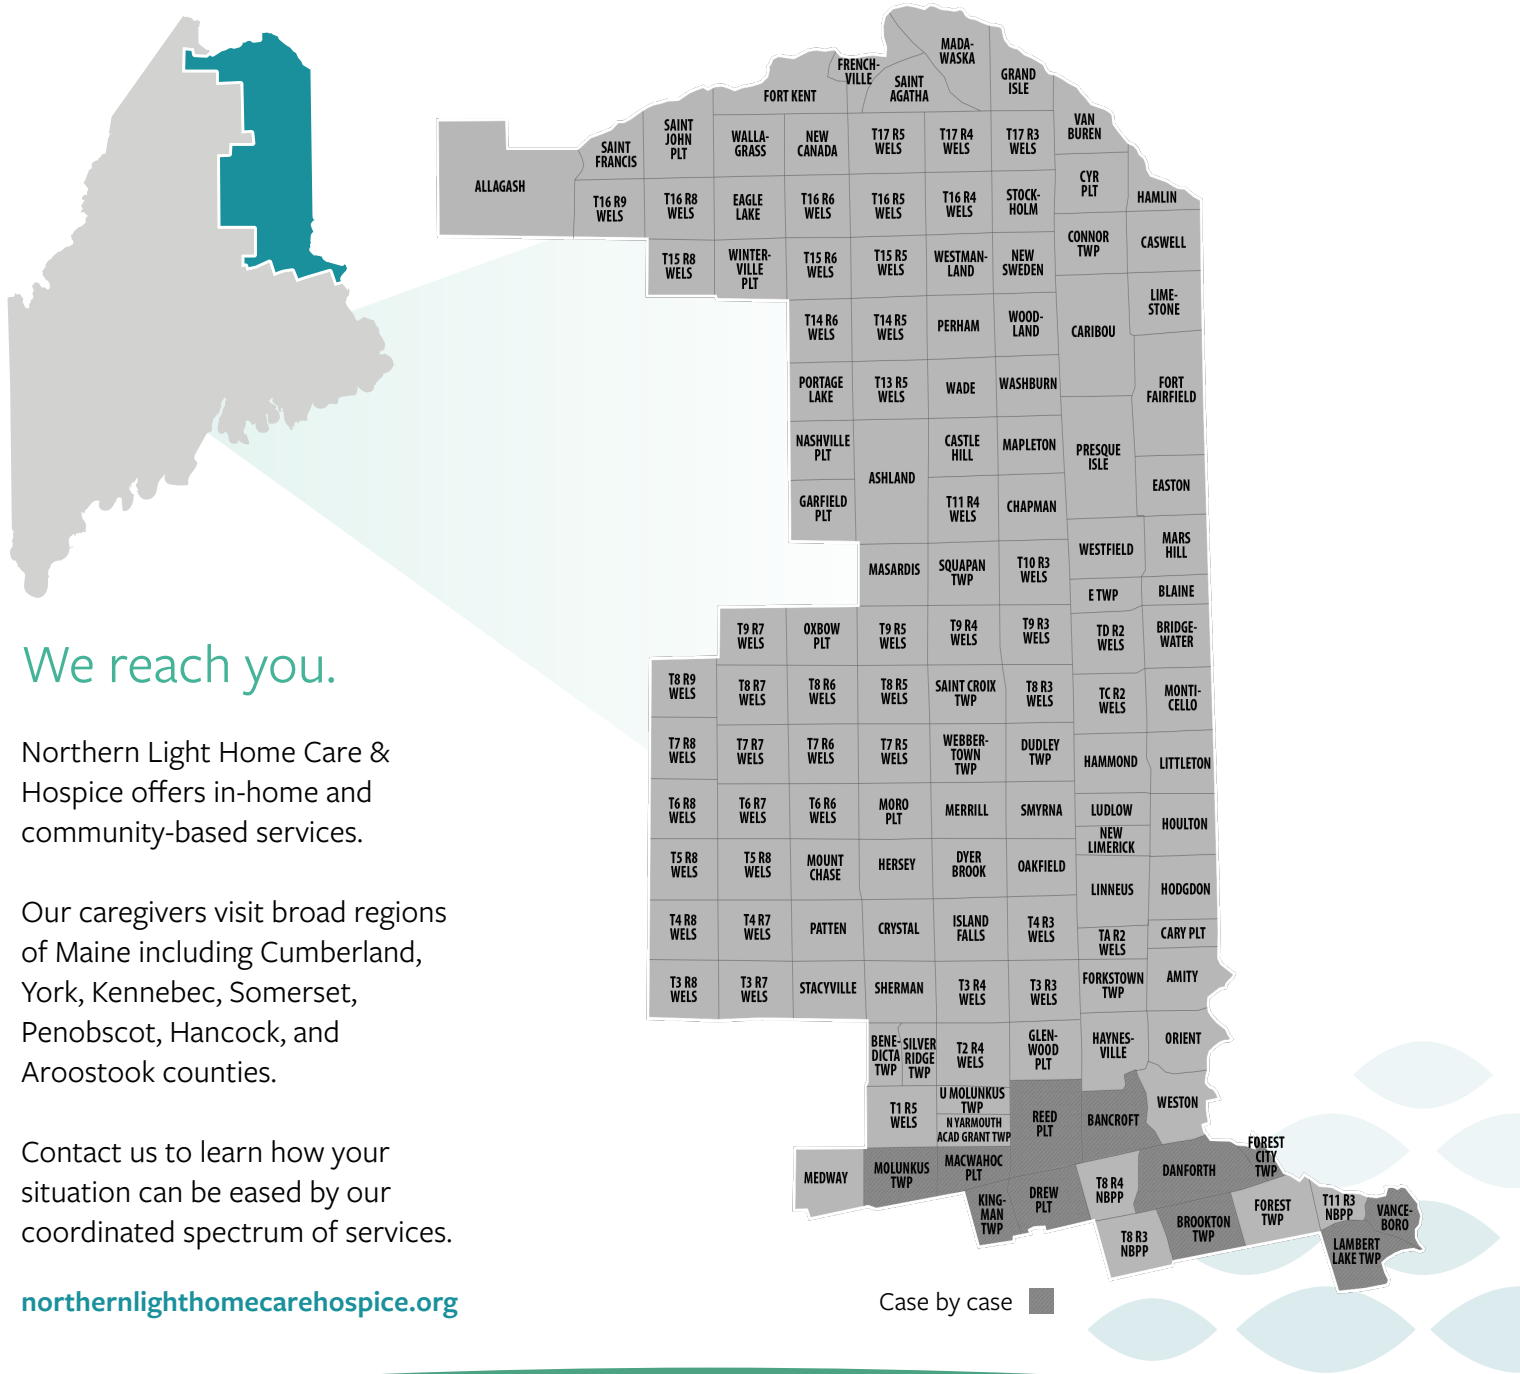 MADA-
WASKA
FRENCH-
VILLE
SAINT
AGATHA
GRAND
ISLE
FORT KENT
SAINT
JOHN
PLT
VAN
BUREN
SAINT
FRANCIS
WALLA-
GRASS
NEW
CANADA
T17 R5
WELS
T17 R4
WELS
T17 R3
WELS
ALLAGASH
CYR
PLT
HAMLIN
T16 R9
WELS
T16 R8
WELS
EAGLE
LAKE
T16 R6
WELS
T16 R5
WELS
T16 R4
WELS
STOCK-
HOLM
CONNOR
TWP
CASWELL
T15 R8
WELS
WINTER-
VILLE
PLT
T15 R6
WELS
T15 R5
WELS
WESTMAN-
LAND
NEW
SWEDEN
LIME-
STONE
T14 R6
WELS
T14 R5
WELS
PERHAM
WOOD-
LAND
CARIBOU
PORTAGE
LAKE
T13 R5
WELS
WADE
WASHBURN
FORT
FAIRFIELD
NASHVILLE
PLT
CASTLE
HILL
MAPLETON
PRESQUE
ISLE
ASHLAND
EASTON
GARFIELD
PLT
T11 R4
WELS
CHAPMAN
WESTFIELD
MARS
HILL
MASARDIS
SQUAPAN
TWP
T10 R3
WELS
E TWP
BLAINE
T9 R7
WELS
OXBOW
PLT
T9 R5
WELS
T9 R4
WELS
T9 R3
WELS
TD R2
WELS
BRIDGE-
WATER
T8 R9
WELS
T8 R7
WELS
T8 R6
WELS
T8 R5
WELS
SAINT CROIX
TWP
T8 R3
WELS
TC R2
WELS
MONTI-
CELLO
T7 R8
WELS
T7 R7
WELS
T7 R6
WELS
T7 R5
WELS
WEBBER-
TOWN
TWP
DUDLEY
TWP
HAMMOND
LITTLETON
T6 R8
WELS
T6 R7
WELS
T6 R6
WELS
MORO
PLT
MERRILL
SMYRNA
LUDLOW
NEW
LIMERICK
HOULTON
T5 R8
WELS
T5 R8
WELS
MOUNT
CHASE
HERSEY
DYER
BROOK
OAKFIELD
LINNEUS
HODGDON
T4 R8
WELS
T4 R7
WELS
PATTEN
CRYSTAL
ISLAND
FALLS
T4 R3
WELS
TA R2
WELS
CARY PLT
T3 R8
WELS
T3 R7
WELS
STACYVILLE
SHERMAN
T3 R4
WELS
T3 R3
WELS
FORKSTOWN
TWP
AMITY
BENE-
DICTA
TWP
SILVER
RIDGE
TWP
T2 R4
WELS
GLEN-
WOOD
PLT
HAYNES-
VILLE
ORIENT
T1 R5
WELS
U MOLUNKUS
TWP
N YARMOUTH
ACAD GRANT TWP
REED
PLT
BANCROFT
WESTON
MEDWAY
MOLUNKUS
TWP
MACWAHOC
PLT
KING-
MAN
TWP
DREW
PLT
T8 R4
NBPP
DANFORTH
FOREST
CITY
TWP
T8 R3
NBPP
BROOKTON
TWP
FOREST
TWP
T11 R3
NBPP
VANCE-
BORO
LAMBERT
LAKE TWP
Case by case
We reach you.
Northern Light Home Care &
Hospice offers in-home and
community-based services.
Our caregivers visit broad regions
of Maine including Cumberland,
York, Kennebec, Somerset,
Penobscot, Hancock, and
Aroostook counties.
Contact us to learn how your
situation can be eased by our
coordinated spectrum of services.
northernlighthomecarehospice.org